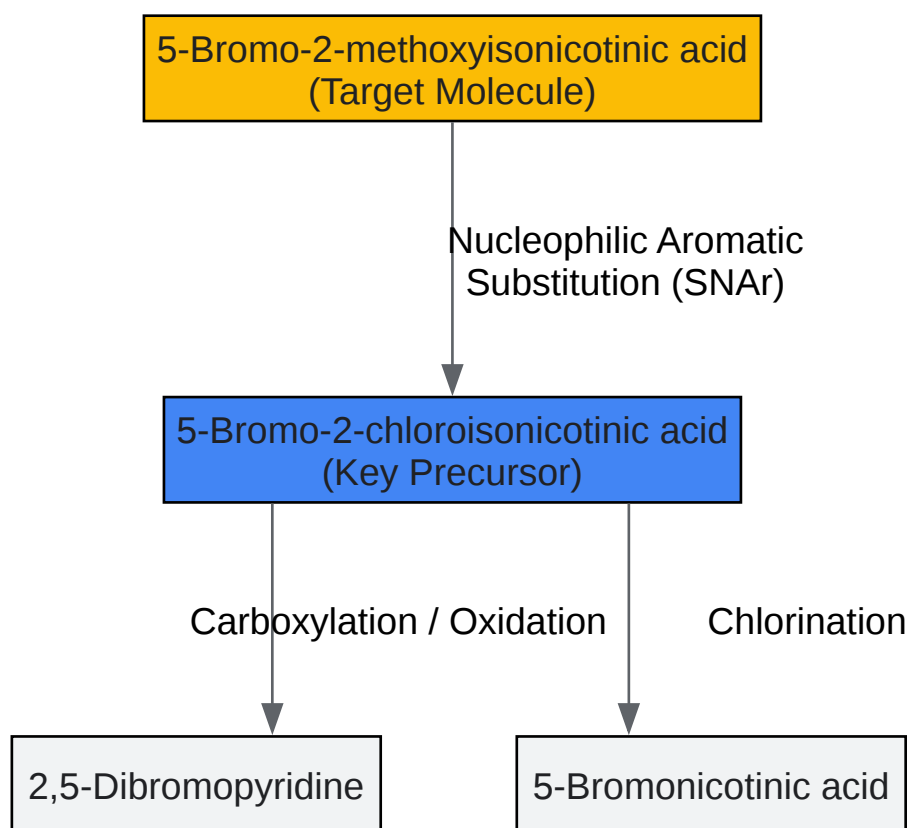 5-Bromo-2-methoxyisonicotinic acid
(Target Molecule)
Nucleophilic Aromatic
Substitution (SNAr)
5-Bromo-2-chloroisonicotinic acid
(Key Precursor)
Carboxylation / Oxidation
Chlorination
2,5-Dibromopyridine
5-Bromonicotinic acid